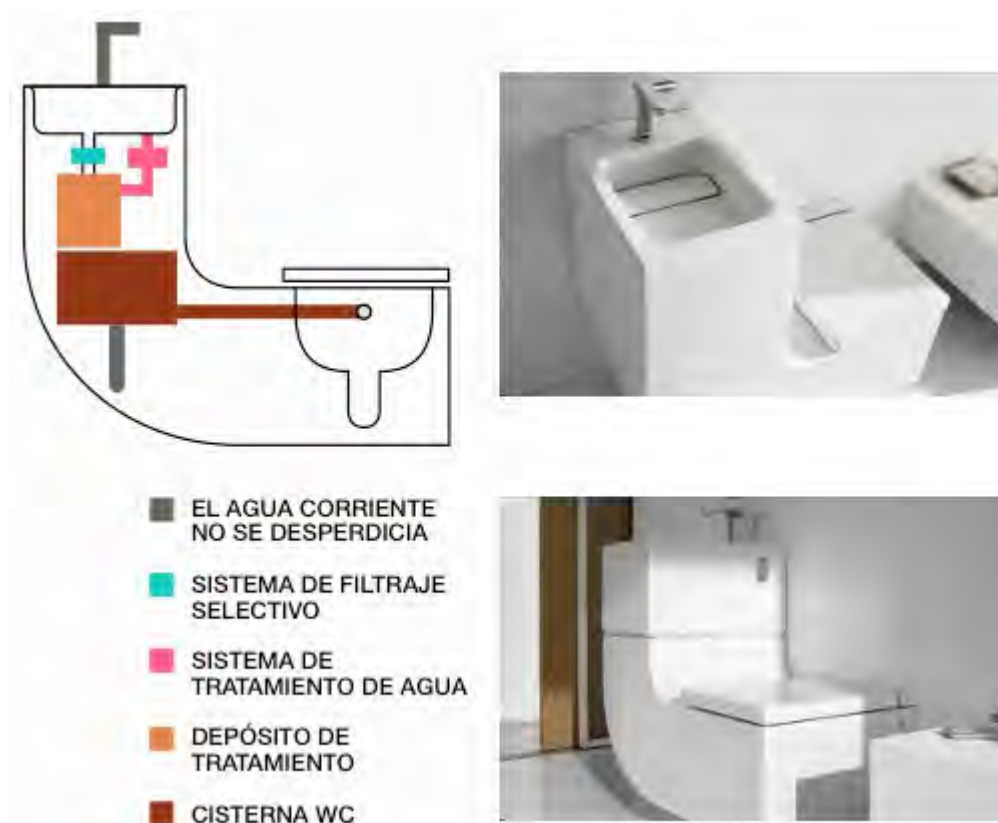 EL AGUA CORRIENTE
NO SE DESPERDICIA
SISTEMA DE FILTRAJE
SELECTIVO
SISTEMA DE
TRATAMIENTO DE AGUA
DEPÓSITO DE
TRATAMIENTO
CISTERNA WC